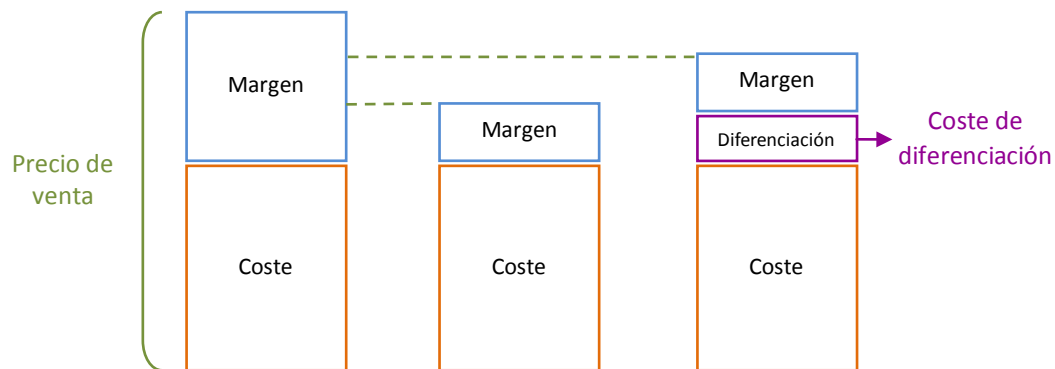 Precio de
venta
Margen
Coste
Margen
Coste
Margen
Diferenciación
Coste
Coste de
diferenciación